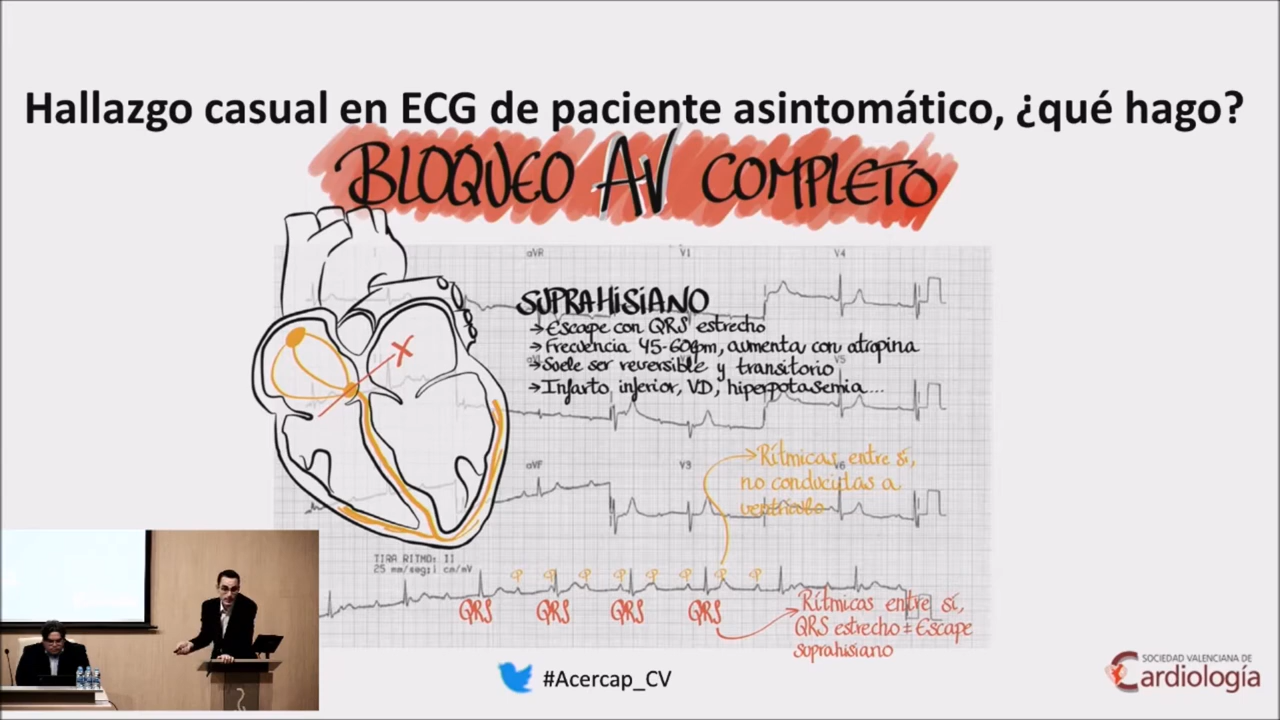 Hallazgo casual en ECG de paciente asintomático, ¿qué hago?
BLOQUEO AV COMPLETO
aVR
V1
V4
SUPRAHISIANO
→Escape con QRS estrecho
→Frecuencia 45-60lpm, aumenta con atropina
→Suele ser reversible y transitorio
→Infarto inferior, VD, hiperpotasemia...
V5
aVF
V3
V6
Rítmicas entre sí,
no conducidas a
ventrículo
TIRA RITMO: II
25 mm/seg; 1 cm/mV
P P P P P P P P
QRS QRS QRS QRS
Rítmicas entre sí,
QRS estrecho ± Escape
suprahisiano
#Acercap_CV
SOCIEDAD VALENCIANA DE
Cardiología